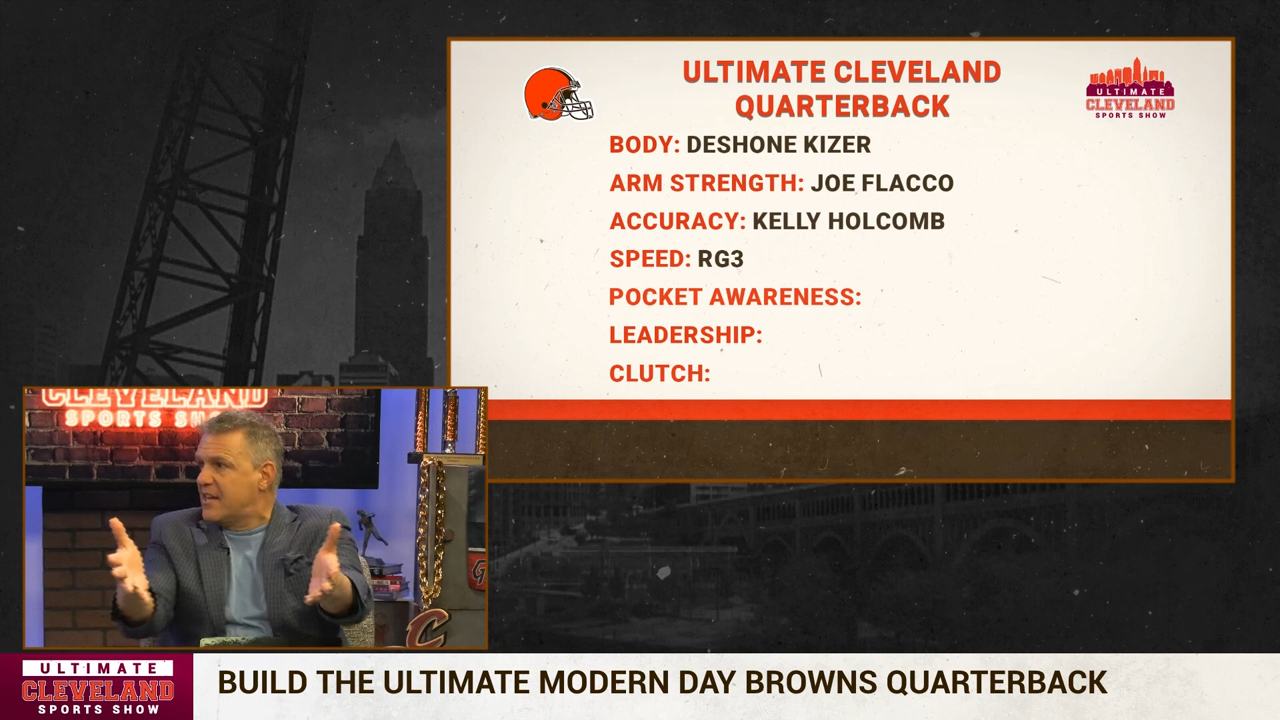 ULTIMATE CLEVELAND
QUARTERBACK
ULTIMATE
CLEVELAND
SPORTS SHOW
BODY: DESHONE KIZER
ARM STRENGTH: JOE FLACCO
ACCURACY: KELLY HOLCOMB
SPEED: RG3
POCKET AWARENESS:
LEADERSHIP:
CLUTCH:
CLEVELAND
SPORTS
C
ULTIMATE
CLEVELAND
SPORTS SHOW
BUILD THE ULTIMATE MODERN DAY BROWNS QUARTERBACK